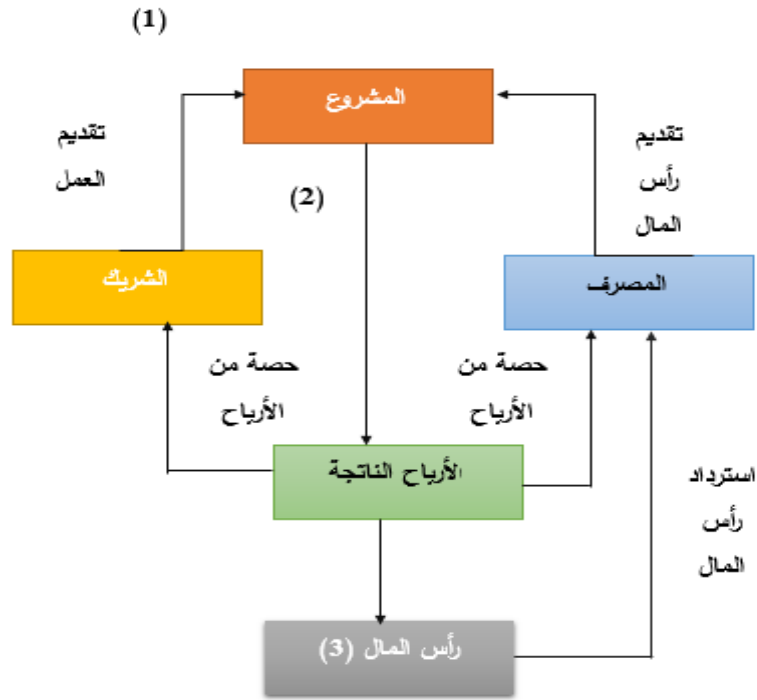 (1)
المشروع
تقديم
العمل
تقديم
رأس
المال
(2)
المصرف
الشريك
حصة من
الأرباح
حصة من
الأرباح
الأرباح الناتجة
استرداد
رأس
المال
رأس المال (3)